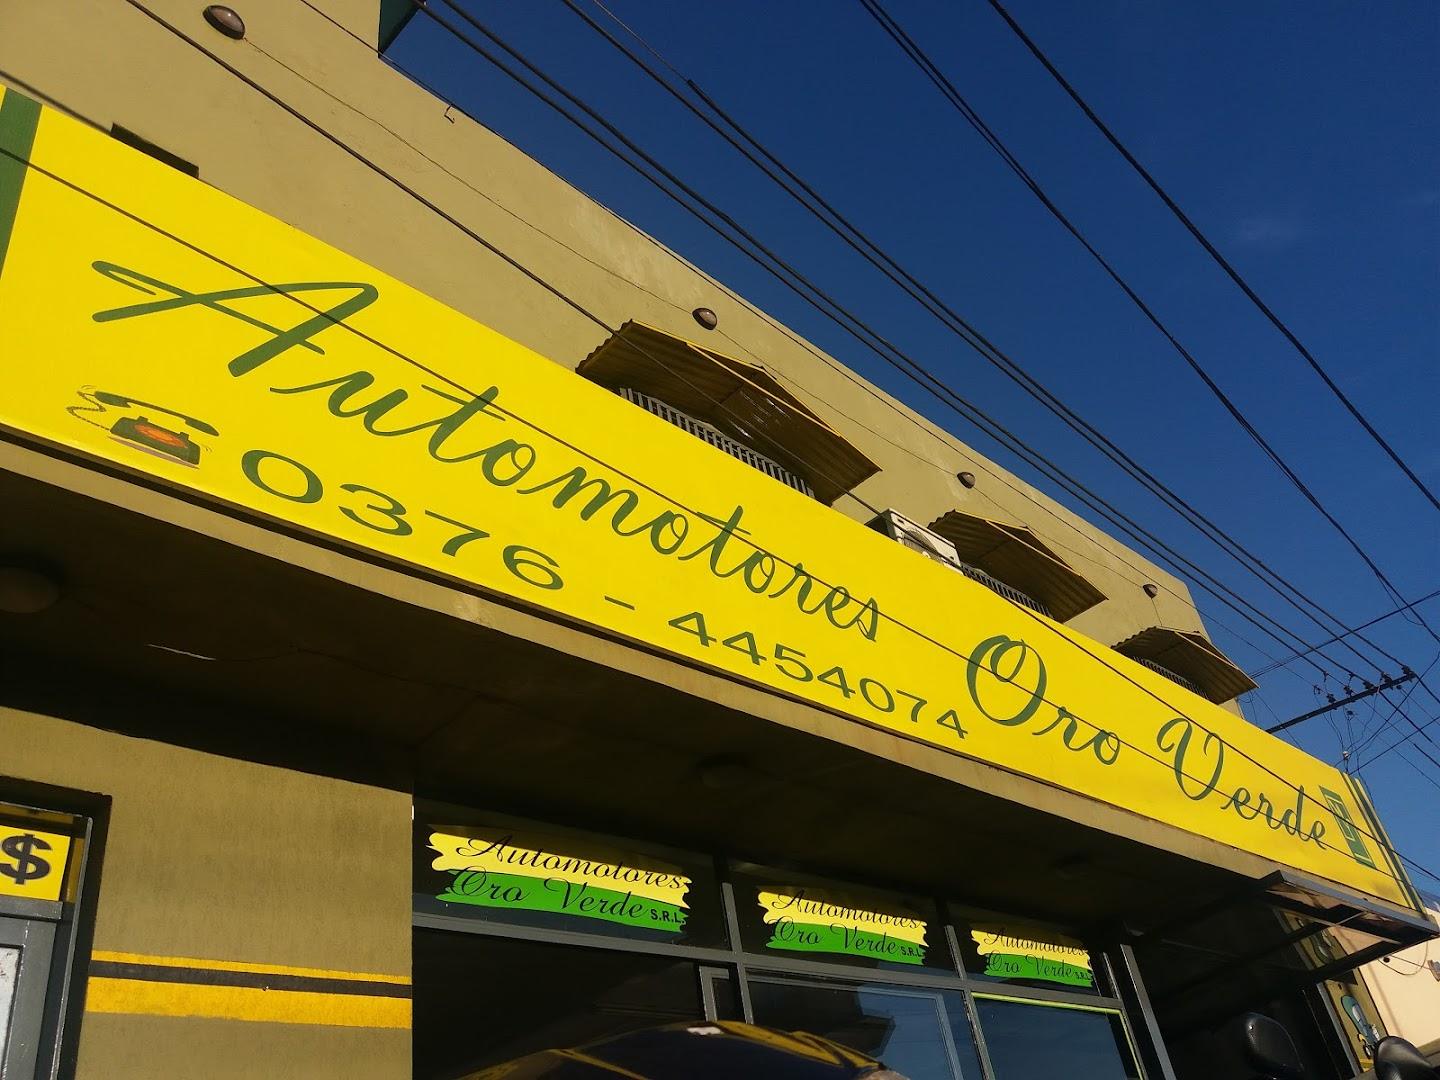 Automotores Oro Verde
0376 - 4454074
$
Automotores
Oro Verde S.R.L.
Automotores
Oro Verde S.R.L.
Automotores
Oro Verde S.R.L.